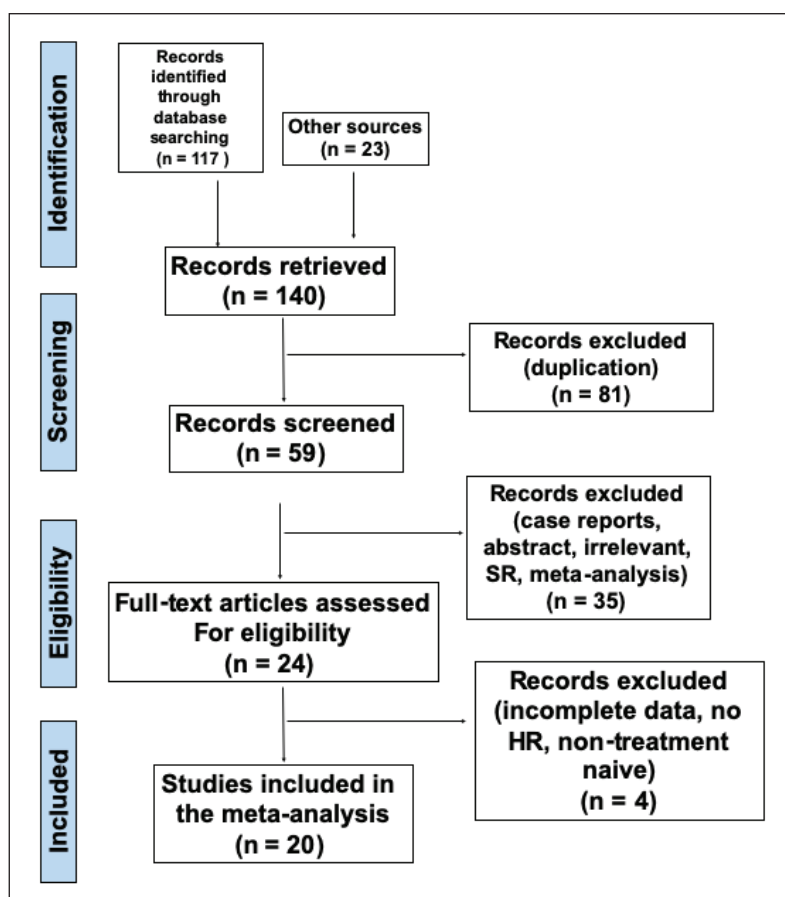 Identification
Records
identified
through
database
searching
(n = 117 )
Other sources
(n = 23)
Records retrieved
(n = 140)
Screening
Records excluded
(duplication)
(n = 81)
Records screened
(n = 59)
Eligibility
Records excluded
(case reports,
abstract, irrelevant,
SR, meta-analysis)
(n = 35)
Full-text articles assessed
For eligibility
(n = 24)
Included
Records excluded
(incomplete data, no
HR, non-treatment
naive)
(n = 4)
Studies included in
the meta-analysis
(n = 20)